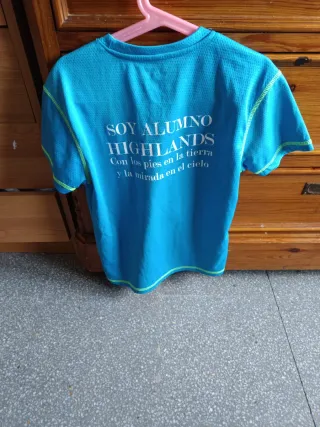 SOY ALUMNO
HIGHLANDS
Con los pies en la tierra
y la mirada en el cielo